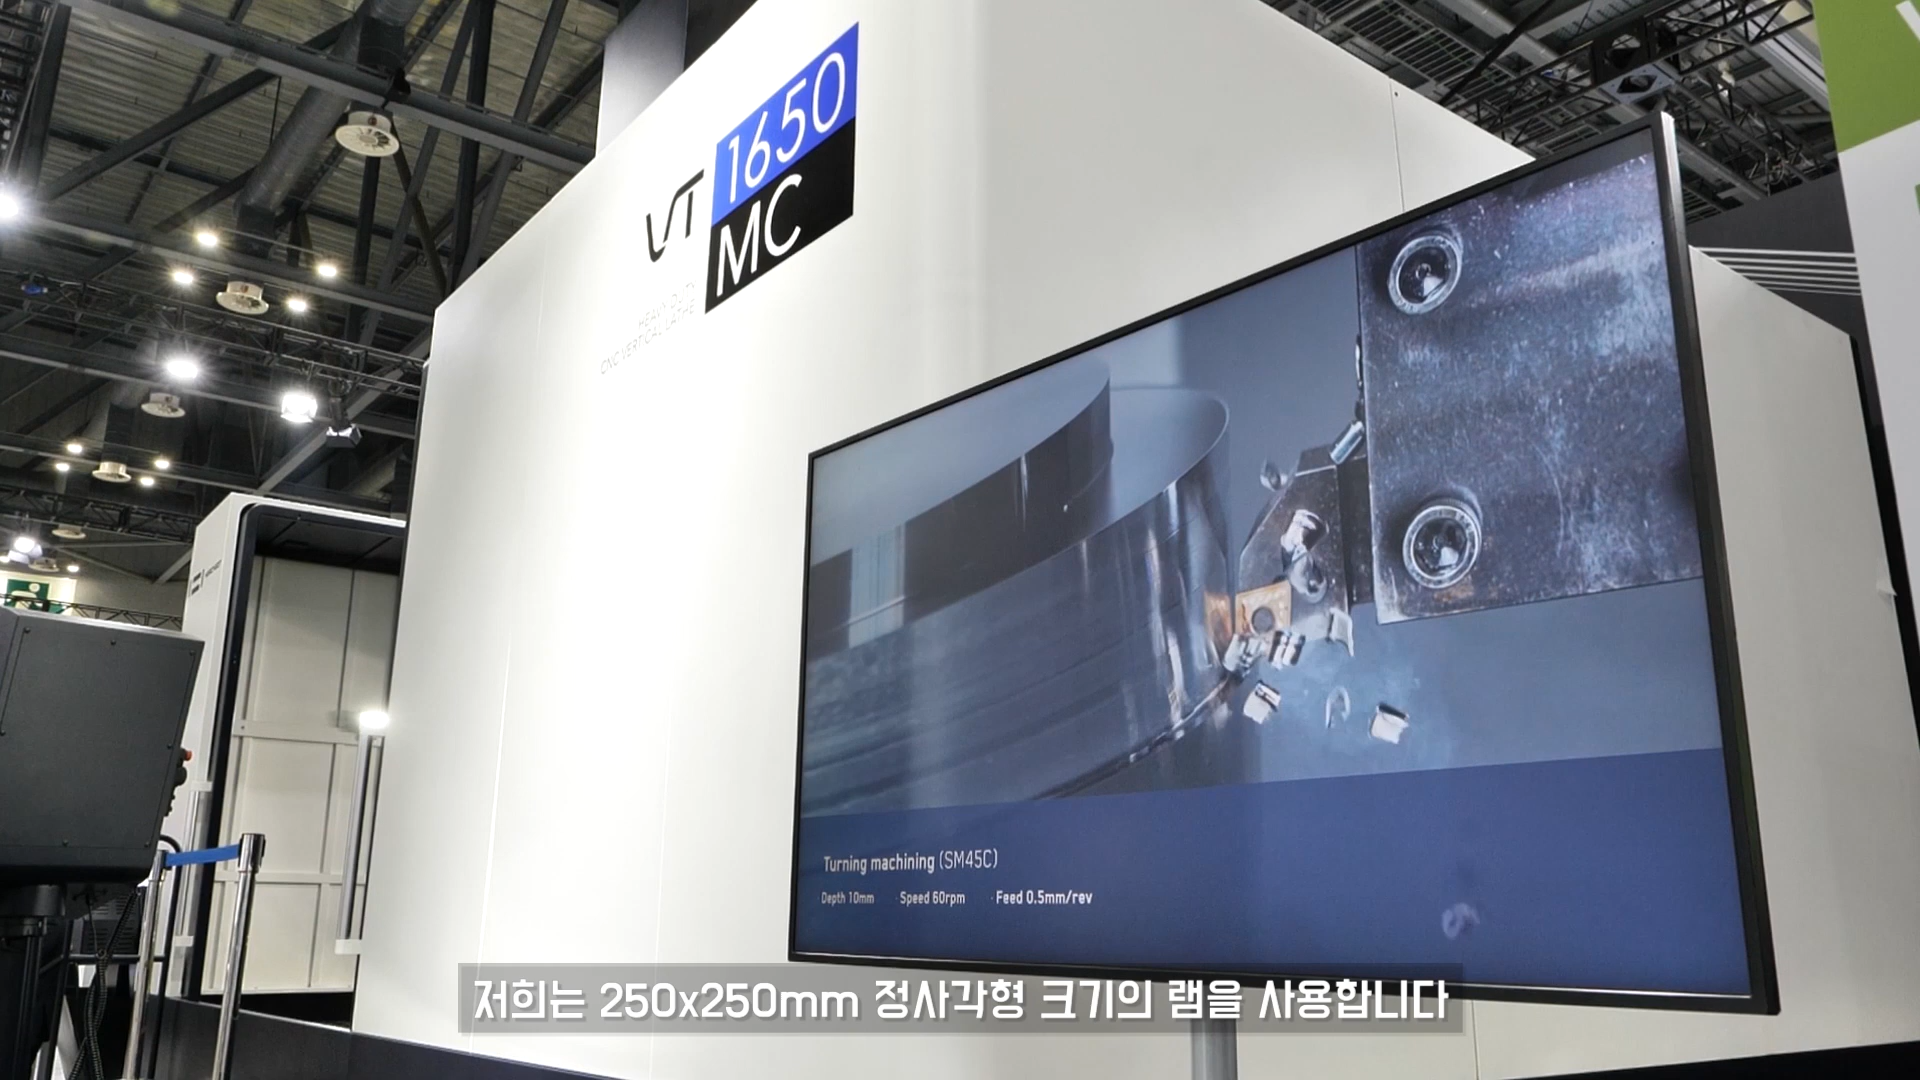 VT
1650
MC
HEAVY DUTY
CNC VERTICAL LATHE
Turning machining (SM45C)
Depth 10mm · Speed 60rpm · Feed 0.5mm/rev
저희는 250x250mm 정사각형 크기의 램을 사용합니다